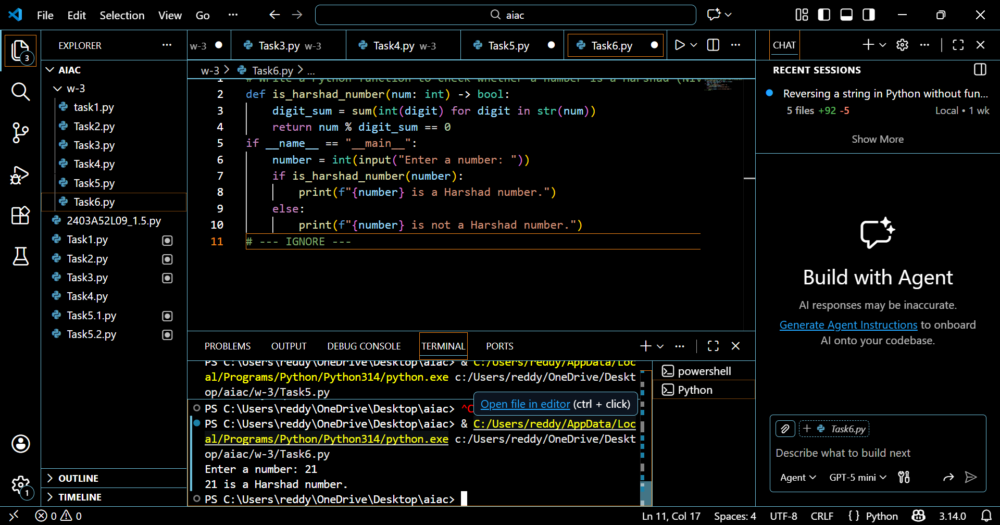 File Edit Selection View Go ···
aiac
EXPLORER
AIAC
w-3
task1.py
Task2.py
Task3.py
Task4.py
Task5.py
Task6.py
2403A52L09_1.5.py
Task1.py
Task2.py
Task3.py
Task4.py
Task5.1.py
Task5.2.py
OUTLINE
TIMELINE
3
1
w-3
Task3.py w-3
Task4.py w-3
Task5.py
Task6.py
w-3 > Task6.py > ...
1 # Write a Python function to check whether a number is a Harshad (Niv
2 def is_harshad_number(num: int) -> bool:
3 digit_sum = sum(int(digit) for digit in str(num))
4 return num % digit_sum == 0
5 if __name__ == "__main__":
6 number = int(input("Enter a number: "))
7 if is_harshad_number(number):
8 print(f"{number} is a Harshad number.")
9 else:
10 print(f"{number} is not a Harshad number.")
11 # --- IGNORE ---
PROBLEMS OUTPUT DEBUG CONSOLE TERMINAL PORTS
PS C:\Users\reddy\OneDrive\Desktop\aiac> & C:/Users/reddy/AppData/Loc
al/Programs/Python/Python314/python.exe c:/Users/reddy/OneDrive/Deskt
op/aiac/w-3/Task5.py
PS C:\Users\reddy\OneDrive\Desktop\aiac> ^C
Open file in editor (ctrl + click)
PS C:\Users\reddy\OneDrive\Desktop\aiac> & C:/Users/reddy/AppData/Loc
al/Programs/Python/Python314/python.exe c:/Users/reddy/OneDrive/Deskt
op/aiac/w-3/Task6.py
Enter a number: 21
21 is a Harshad number.
PS C:\Users\reddy\OneDrive\Desktop\aiac>
powershell
Python
CHAT
RECENT SESSIONS
Reversing a string in Python without fun...
5 files +92 -5 Local • 1 wk
Show More
Build with Agent
AI responses may be inaccurate.
Generate Agent Instructions to onboard
AI onto your codebase.
Task6.py
Describe what to build next
Agent GPT-5 mini
0 0
Ln 11, Col 17 Spaces: 4 UTF-8 CRLF { } Python 3.14.0